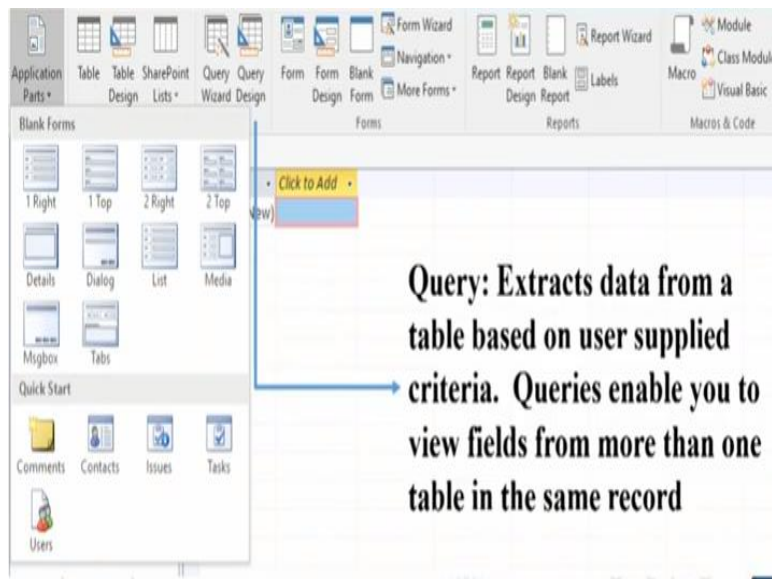 Application Parts
Table
Table Design
SharePoint Lists
Query Wizard
Query Design
Form
Form Design
Blank Form
Form Wizard
Navigation
More Forms
Forms
Report
Report Design
Blank Report
Report Wizard
Labels
Reports
Macro
Module
Class Modul
Visual Basic
Macros & Code
Blank Forms
1 Right
1 Top
2 Right
2 Top
Details
Dialog
List
Media
Msgbox
Tabs
Quick Start
Comments
Contacts
Issues
Tasks
Users
Click to Add
New)
Query: Extracts data from a
table based on user supplied
criteria. Queries enable you to
view fields from more than one
table in the same record